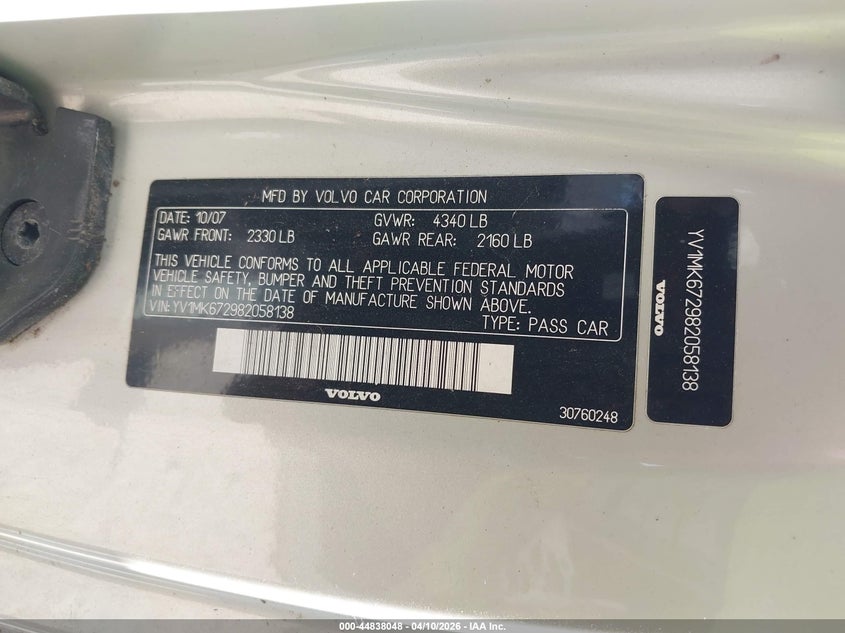 MFD BY VOLVO CAR CORPORATION
DATE: 10/07 GVWR: 4340 LB
GAWR FRONT: 2330 LB GAWR REAR: 2160 LB
THIS VEHICLE CONFORMS TO ALL APPLICABLE FEDERAL MOTOR
VEHICLE SAFETY, BUMPER AND THEFT PREVENTION STANDARDS
IN EFFECT ON THE DATE OF MANUFACTURE SHOWN ABOVE.
VIN: YV1MK672982058138
TYPE: PASS CAR
VOLVO
30760248
YV1MK672982058138
VOLVO
000-44838048 - 04/10/2026 - IAA Inc.